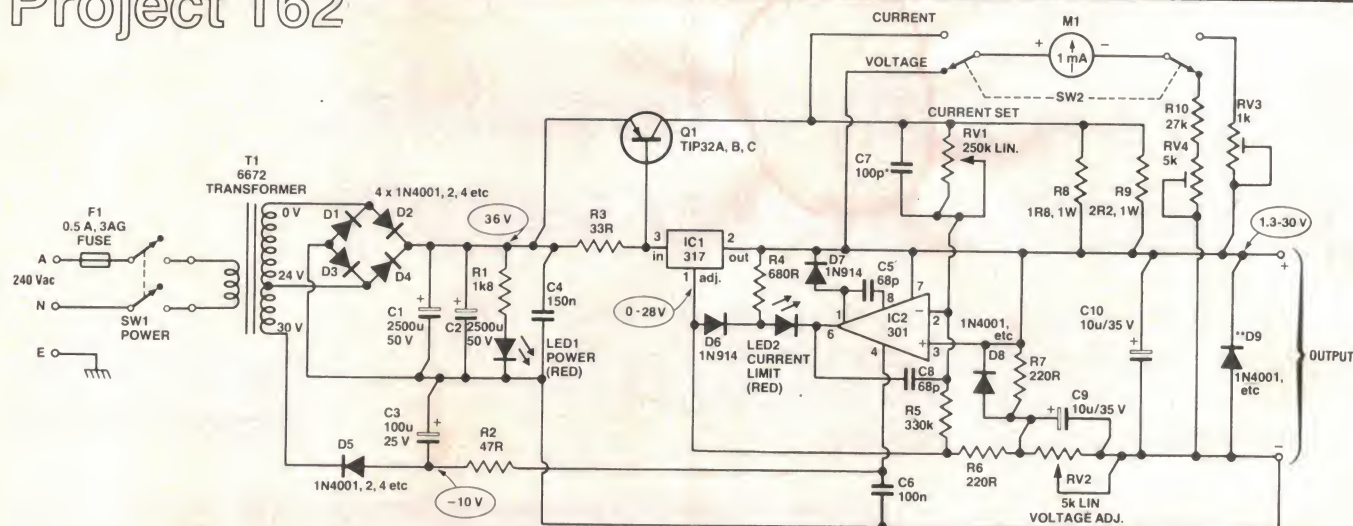 Project 162
CURRENT
VOLTAGE
M1
+
−
1 mA
SW2
CURRENT SET
R10
27k
RV4
5k
RV3
1k
T1
6672
TRANSFORMER
F1
0.5 A, 3AG
FUSE
A
240 Vac
N
SW1
POWER
E
0 V
24 V
30 V
4 x 1N4001, 2, 4 etc
D1
D2
D3
D4
36 V
Q1
TIP32A, B, C
R3
33R
C7
100p*
RV1
250k LIN.
R8
1R8, 1W
R9
2R2, 1W
1.3-30 V
+
C1
2500u
50 V
+
C2
2500u
50 V
R1
1k8
C4
150n
LED1
POWER
(RED)
3
in
IC1
317
2
out
adj.
1
0-28 V
R4
680R
D7
1N914
C5
68p
D6
1N914
LED2
CURRENT
LIMIT
(RED)
1
8
7
6
4
IC2
301
−
2
+
3
1N4001,
etc
D8
R7
220R
C8
68p
C9
10u/35 V
+
R5
330k
R6
220R
RV2
5k LIN
VOLTAGE ADJ.
C10
10u/35 V
+
**D9
1N4001,
etc
+
OUTPUT
−
C3
100u
25 V
+
D5
1N4001, 2, 4 etc
−10 V
R2
47R
C6
100n